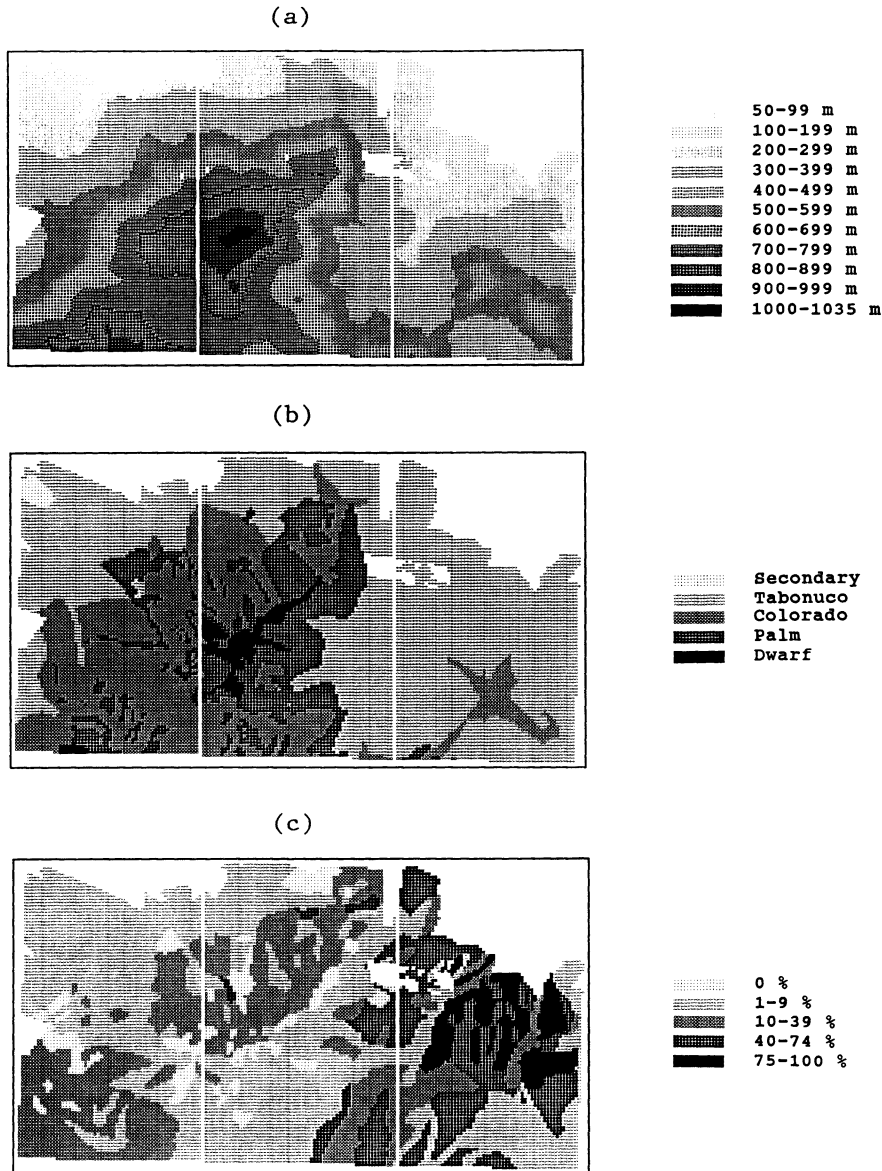 (a)
50-99 m
100-199 m
200-299 m
300-399 m
400-499 m
500-599 m
600-699 m
700-799 m
800-899 m
900-999 m
1000-1035 m
(b)
Secondary
Tabonuco
Colorado
Palm
Dwarf
(c)
0 %
1-9 %
10-39 %
40-74 %
75-100 %